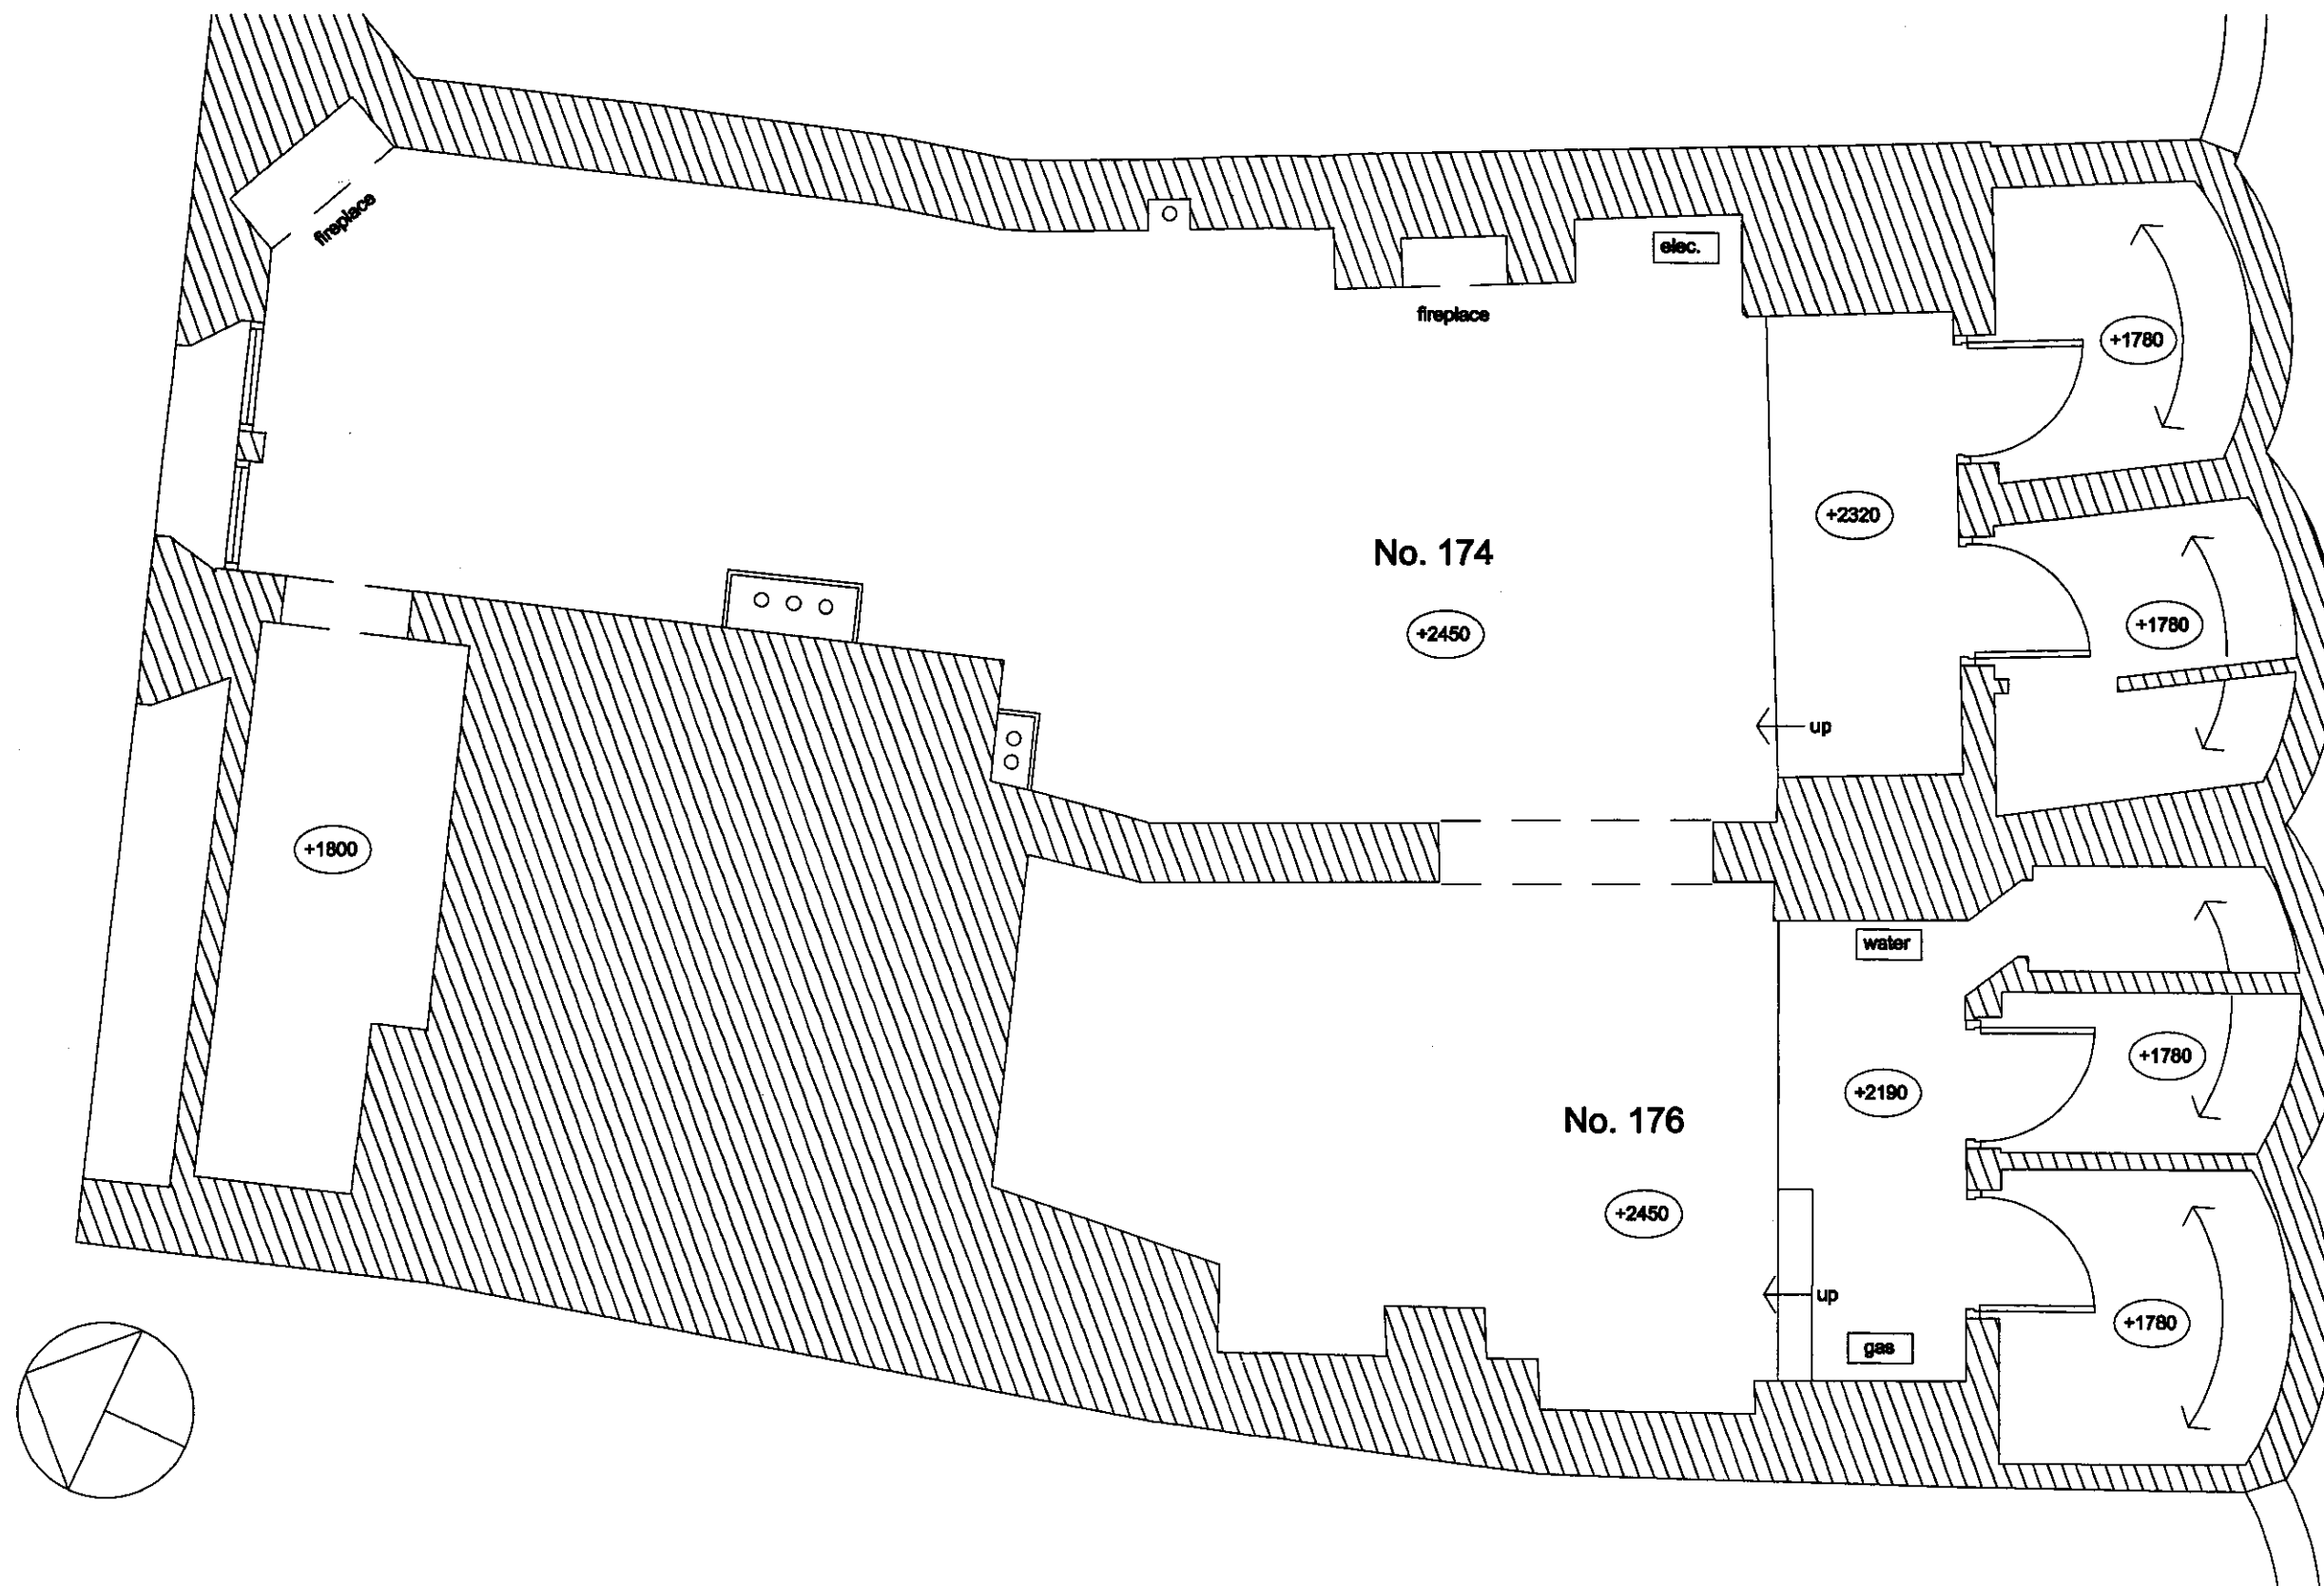 fireplace
elec.
fireplace
+1780
+2320
No. 174
+2450
+1780
up
+1800
water
+1780
+2190
No. 176
+2450
up
gas
+1780